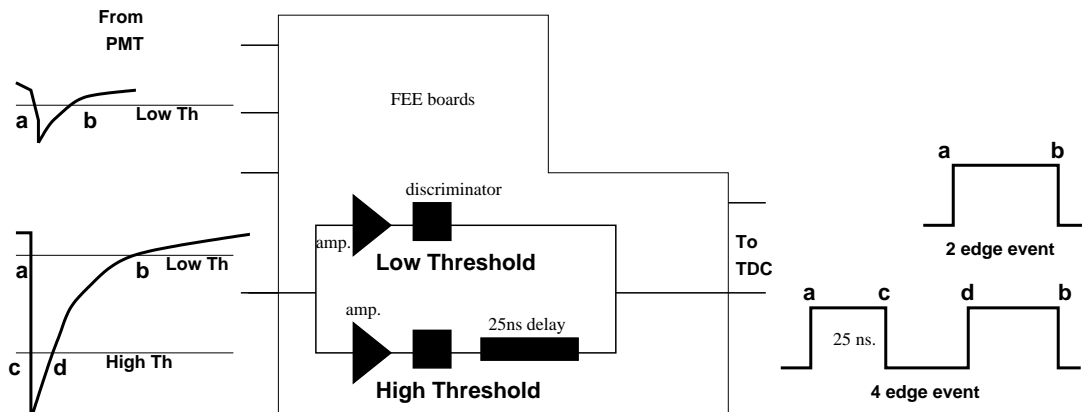 From
PMT
a
b
Low Th
FEE boards
a
b
2 edge event
discriminator
amp.
Low Threshold
a
b
Low Th
To
TDC
amp.
25ns delay
High Threshold
c
d
High Th
a
c
d
b
25 ns.
4 edge event